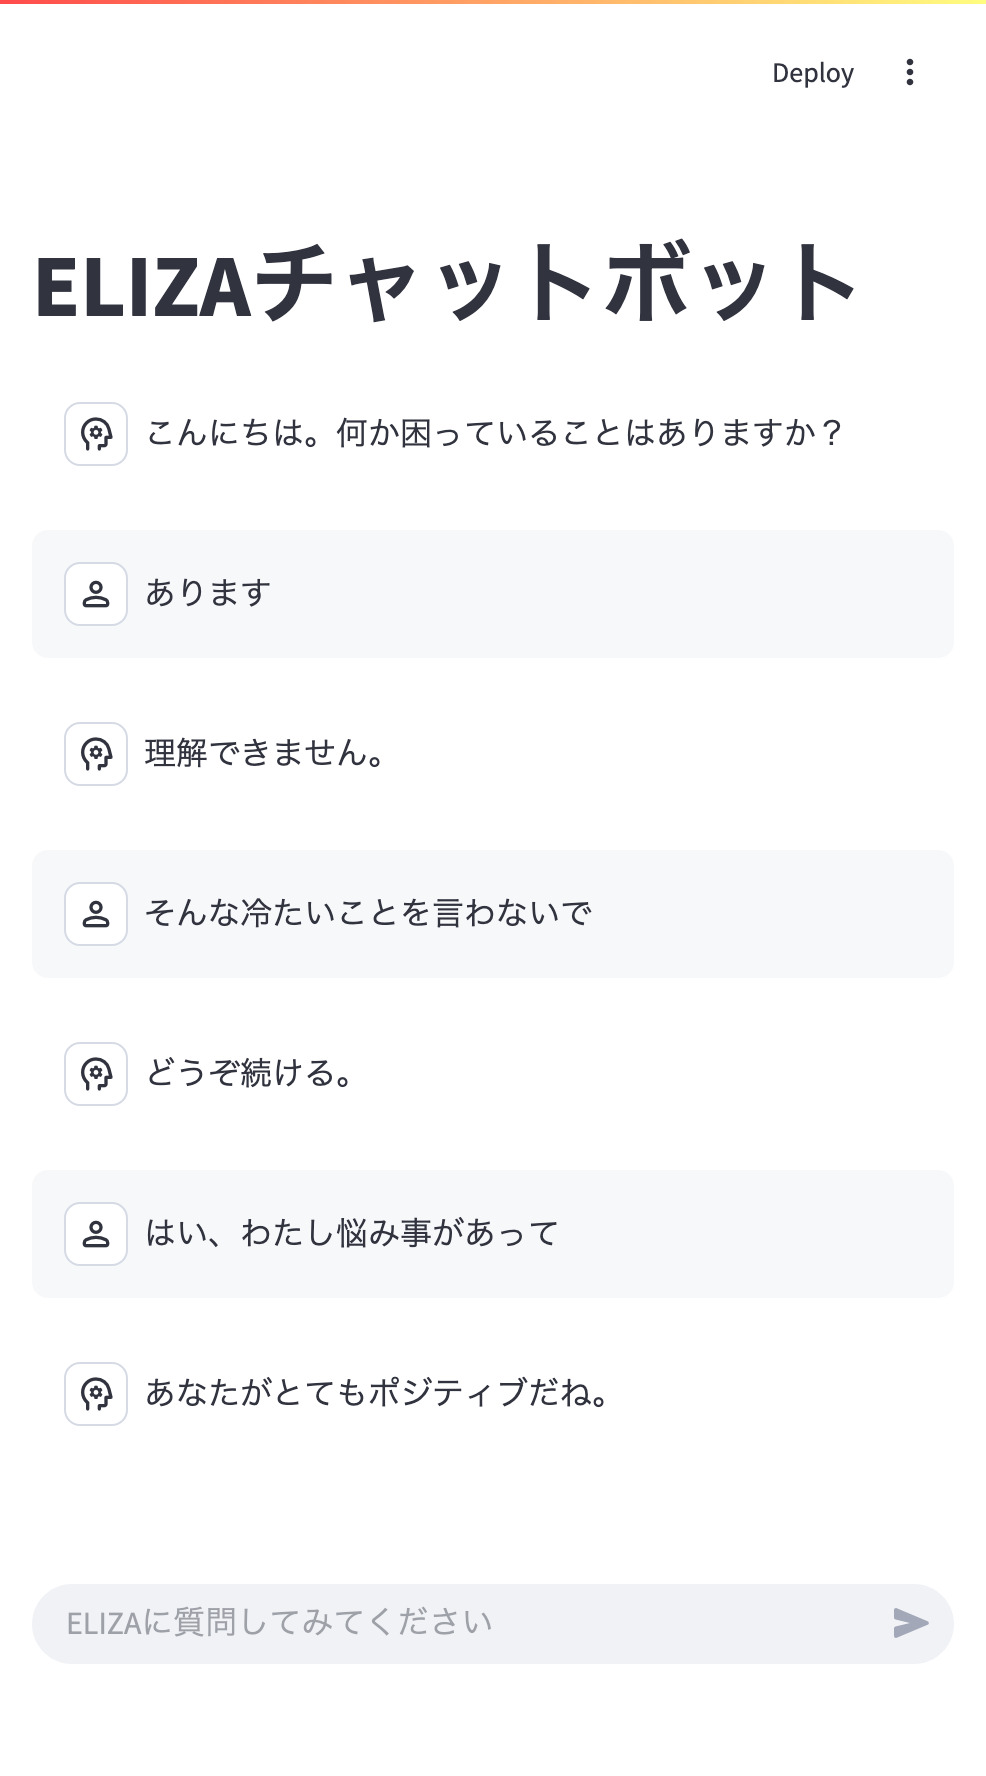 Deploy
ELIZAチャットボット
こんにちは。何か困っていることはありますか？
あります
理解できません。
そんな冷たいことを言わないで
どうぞ続ける。
はい、わたし悩み事があって
あなたがとてもポジティブだね。
ELIZAに質問してみてください